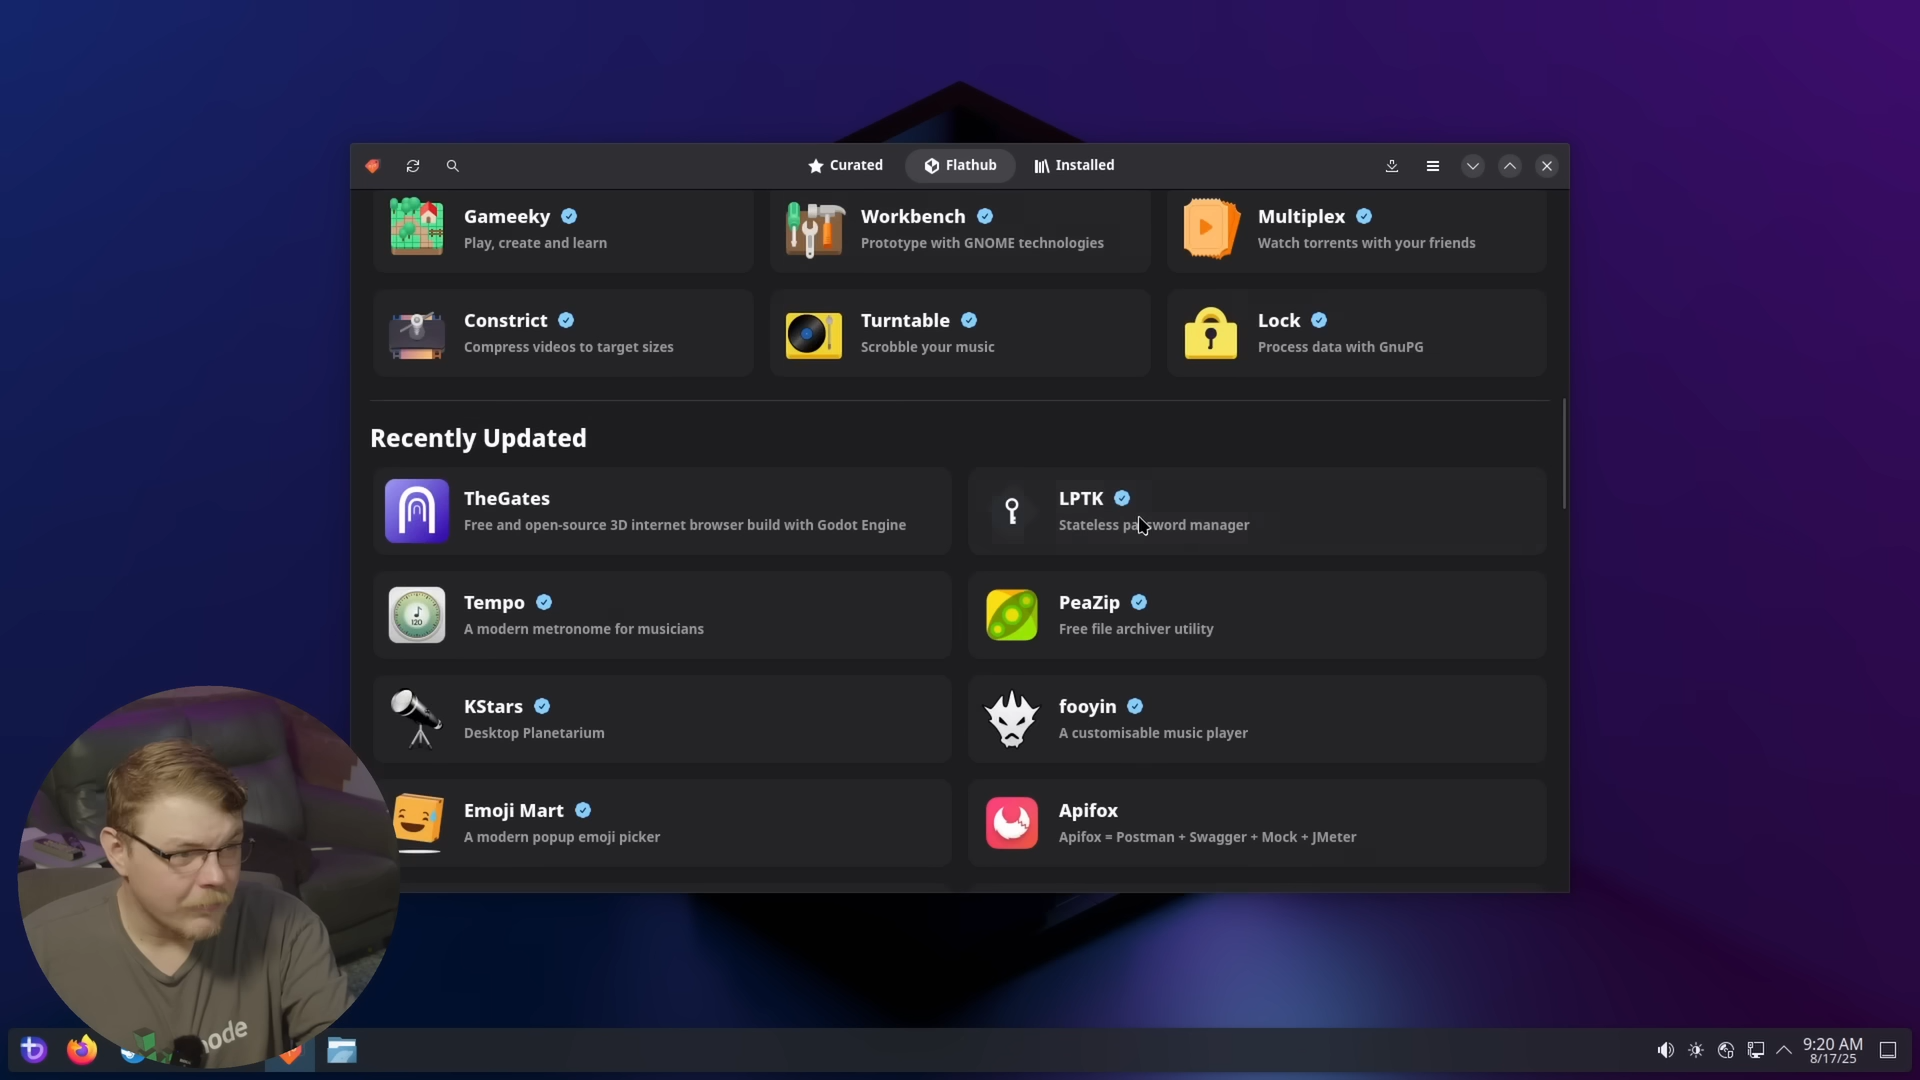 Curated
Flathub
Installed
Gameeky
Play, create and learn
Workbench
Prototype with GNOME technologies
Multiplex
Watch torrents with your friends
Constrict
Compress videos to target sizes
Turntable
Scrobble your music
Lock
Process data with GnuPG
Recently Updated
TheGates
Free and open-source 3D internet browser build with Godot Engine
LPTK
Stateless password manager
Tempo
A modern metronome for musicians
120
PeaZip
Free file archiver utility
KStars
Desktop Planetarium
fooyin
A customisable music player
Emoji Mart
A modern popup emoji picker
Apifox
Apifox = Postman + Swagger + Mock + JMeter
node
9:20 AM
8/17/25